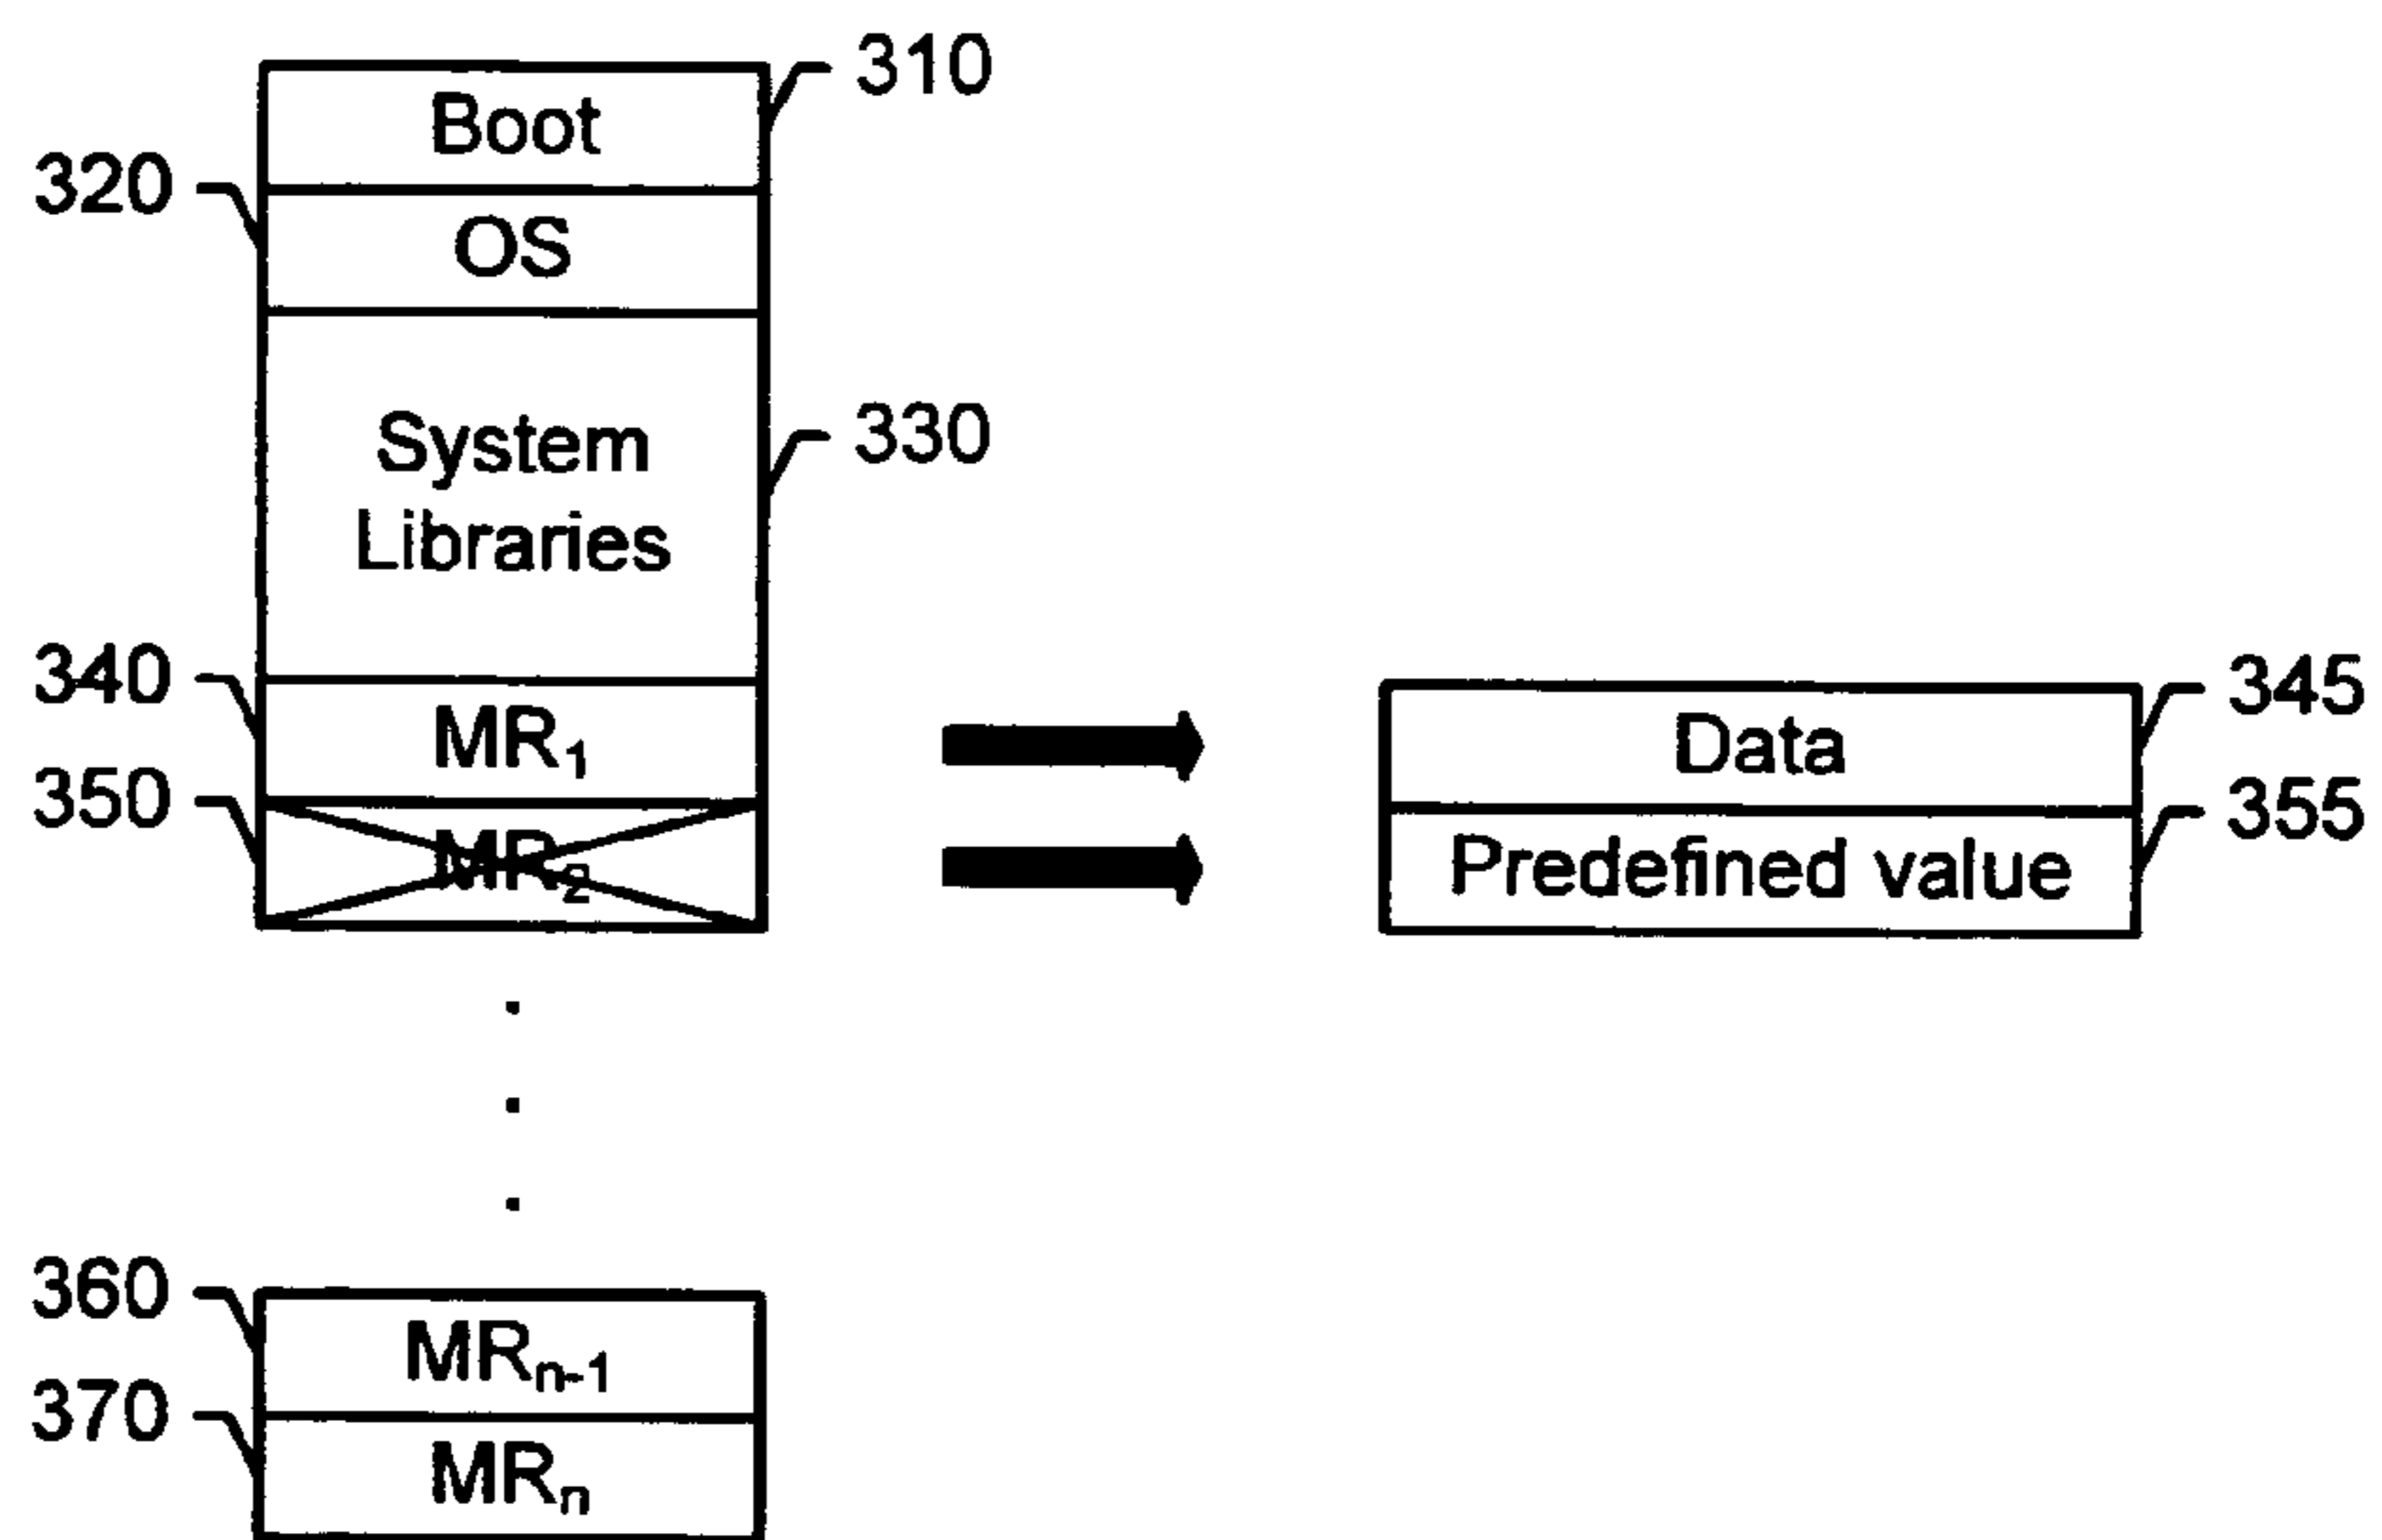 310
Boot
320
OS
System
Libraries
330
340
MR₁
345
Data
350
MR₂
355
Predefined value
360
MRₙ₋₁
370
MRₙ